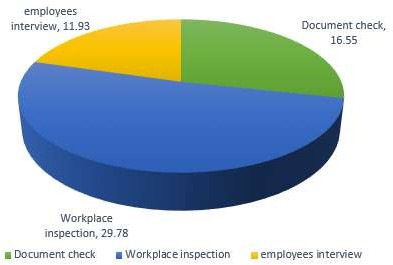 employees
interview, 11.93
Document check,
16.55
Workplace
inspection, 29.78
Document check
Workplace inspection
employees interview